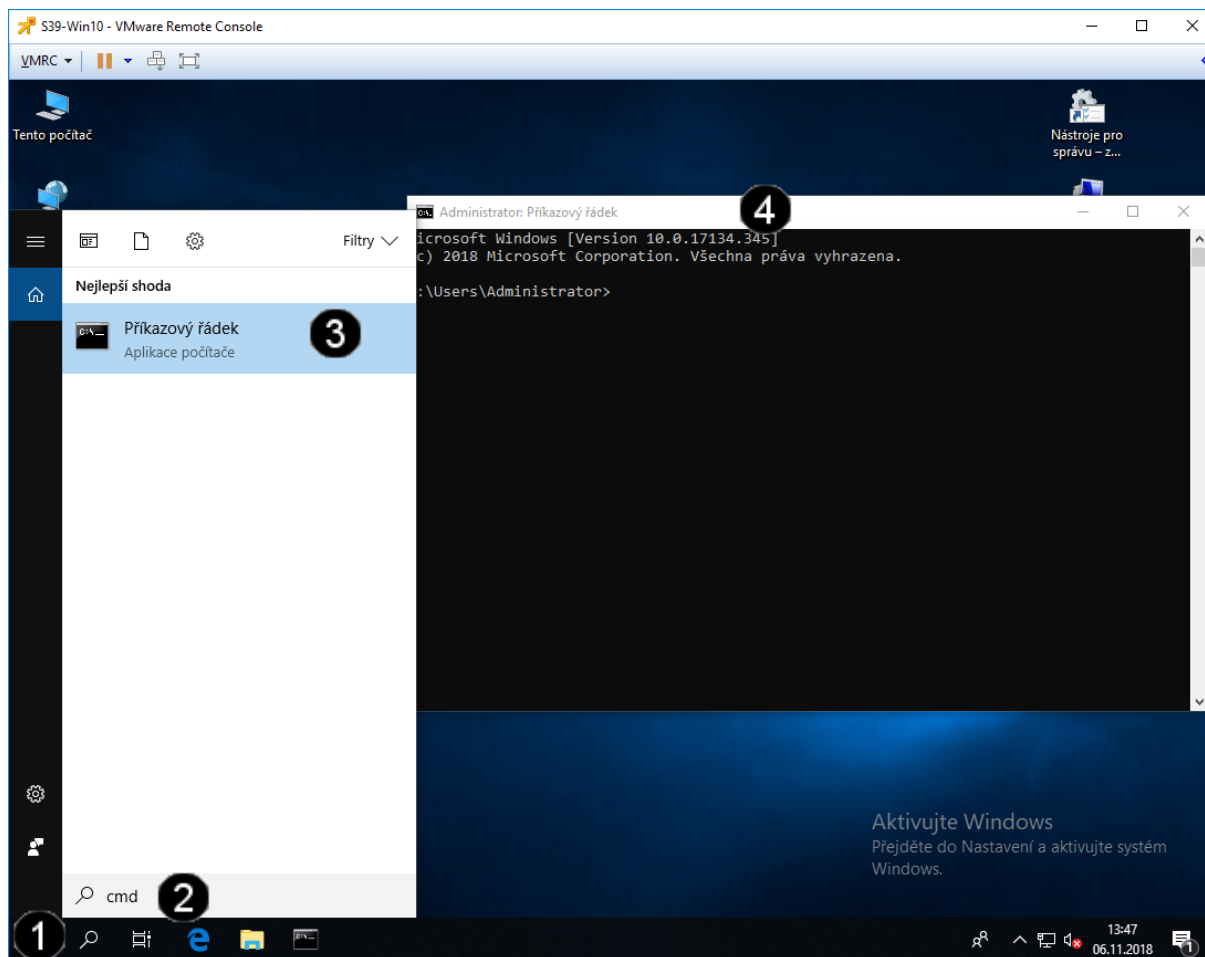 S39-Win10 - VMware Remote Console
VMRC
Tento počítač
Nástroje pro
správu – z...
Administrator: Příkazový řádek
4
Filtry
icrosoft Windows [Version 10.0.17134.345]
c) 2018 Microsoft Corporation. Všechna práva vyhrazena.
Nejlepší shoda
:\Users\Administrator>
Příkazový řádek
3
Aplikace počítače
Aktivujte Windows
Přejděte do Nastavení a aktivujte systém
Windows.
cmd
2
1
13:47
06.11.2018
1